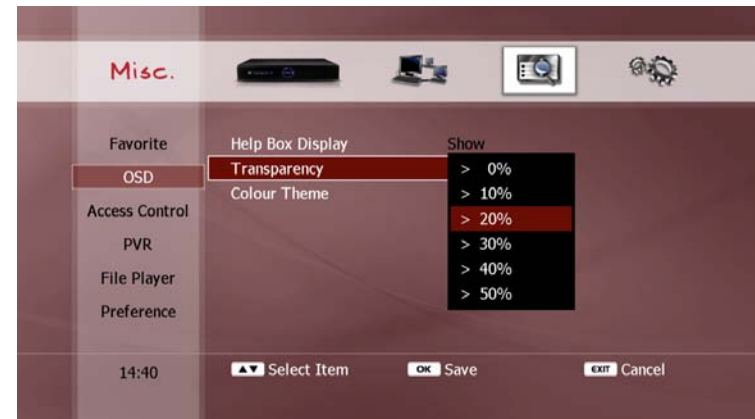 Misc.
Favorite
OSD
Access Control
PVR
File Player
Preference
14:40
Help Box Display Show
Transparency
Colour Theme
> 0%
> 10%
> 20%
> 30%
> 40%
> 50%
▲▼ Select Item OK Save EXIT Cancel